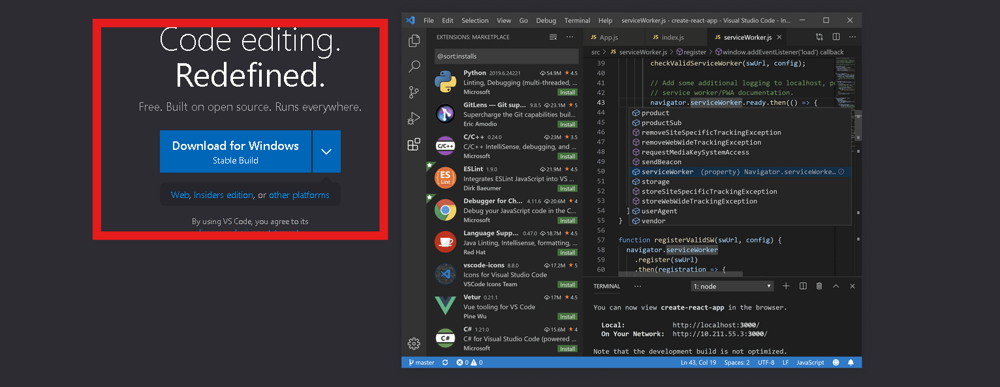 Code editing.
Redefined.
Free. Built on open source. Runs everywhere.
Download for Windows
Stable Build
Web, Insiders edition, or other platforms
By using VS Code, you agree to its
File Edit Selection View Go Debug Terminal Help serviceWorker.js - create-react-app - Visual Studio Code - In...
EXTENSIONS: MARKETPLACE
@sort:installs
Python 2019.6.24221 54.9M ★ 4.5
Linting, Debugging (multi-threaded, ...
Microsoft Install
GitLens — Git sup... 9.8.5 23.1M ★ 5
Supercharge the Git capabilities buil...
Eric Amodio Install
C/C++
C/C++ 0.24.0 23M ★ 3.5
C/C++ IntelliSense, debugging, and ...
Microsoft Install
ES
Lint
ESLint 1.9.0 21.9M ★ 4.5
Integrates ESLint JavaScript into VS ...
Dirk Baeumer Install
Debugger for Ch... 4.11.6 20.6M ★ 4
Debug your JavaScript code in the C...
Microsoft Install
Language Supp... 0.47.0 18.7M ★ 4.5
Java Linting, Intellisense, formatting, ...
Red Hat Install
vscode-icons 8.8.0 17.2M ★ 5
Icons for Visual Studio Code
VSCode Icons Team Install
Vetur 0.21.1 17M ★ 4.5
Vue tooling for VS Code
Pine Wu Install
C#
C# 1.21.0 15.6M ★ 4
C# for Visual Studio Code (powered ...
Microsoft Install
JS App.js JS index.js JS serviceWorker.js
src > JS serviceWorker.js > register > window.addEventListener('load') callback
39 checkValidServiceWorker(swUrl, config);
40
41 // Add some additional logging to localhost, po
42 // service worker/PWA documentation.
43 navigator.serviceWorker.ready.then(() => {
44 product
45 productSub
46 removeSiteSpecificTrackingException
47 removeWebWideTrackingException
48 requestMediaKeySystemAccess
49 sendBeacon
50 serviceWorker (property) Navigator.serviceWorke...
51 storage
52 storeSiteSpecificTrackingException
53 storeWebWideTrackingException
54 } userAgent
55 } vendor
56
57 function registerValidSW(swUrl, config) {
58 navigator.serviceWorker
59 .register(swUrl)
60 .then(registration => {
TERMINAL ... 1: node
You can now view create-react-app in the browser.
Local: http://localhost:3000/
On Your Network: http://10.211.55.3:3000/
Note that the development build is not optimized.
master 0 0 Ln 43, Col 19 Spaces: 2 UTF-8 LF JavaScript